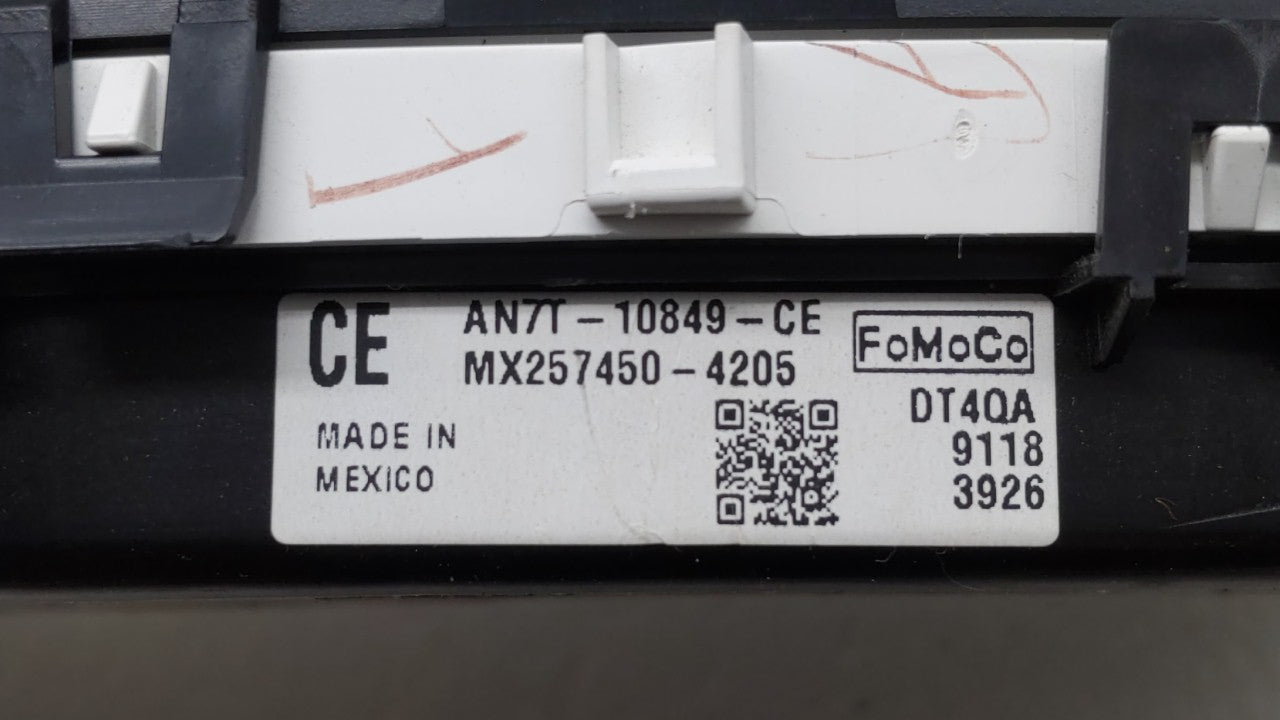 CE
AN7T-10849-CE
MX257450-4205
FoMoCo
MADE IN
MEXICO
DT4QA
9118
3926